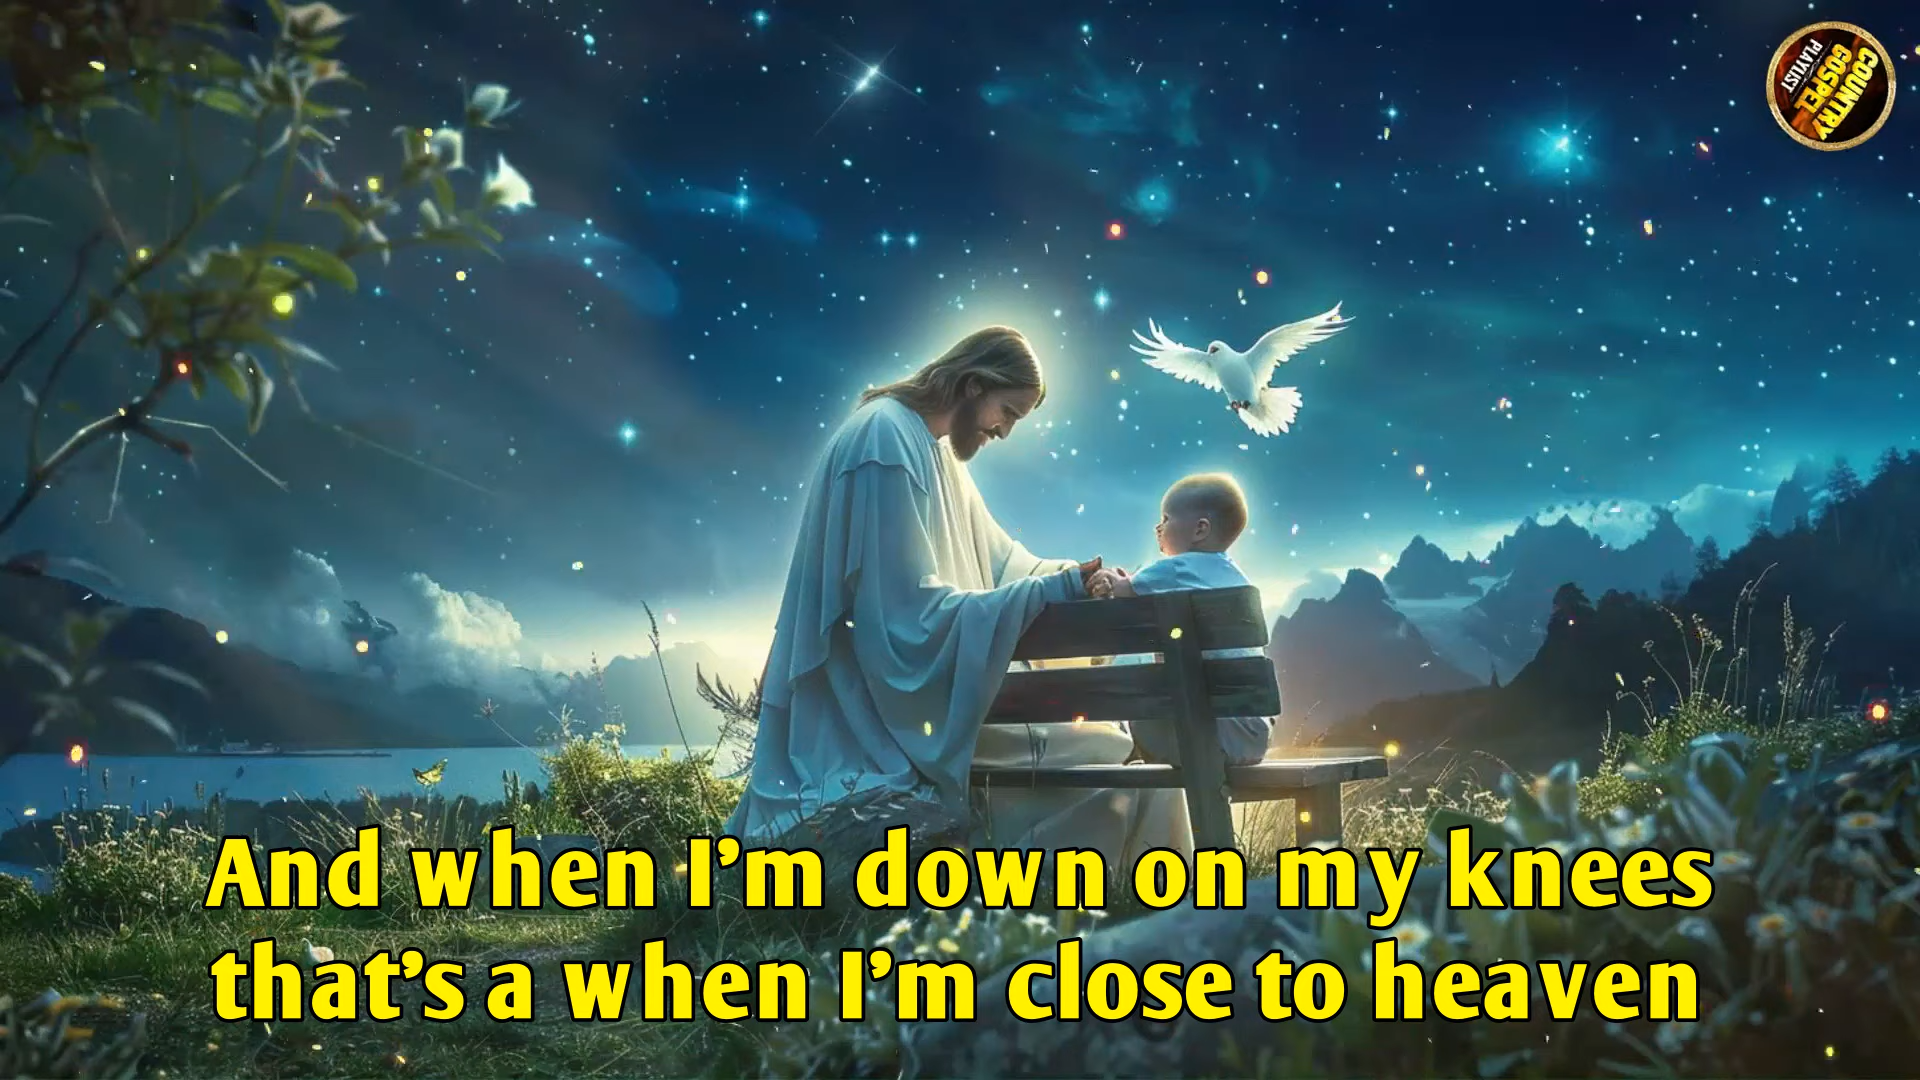 COUNTRY
GOSPEL
PLAYLIST
And when I'm down on my knees
that's a when I'm close to heaven